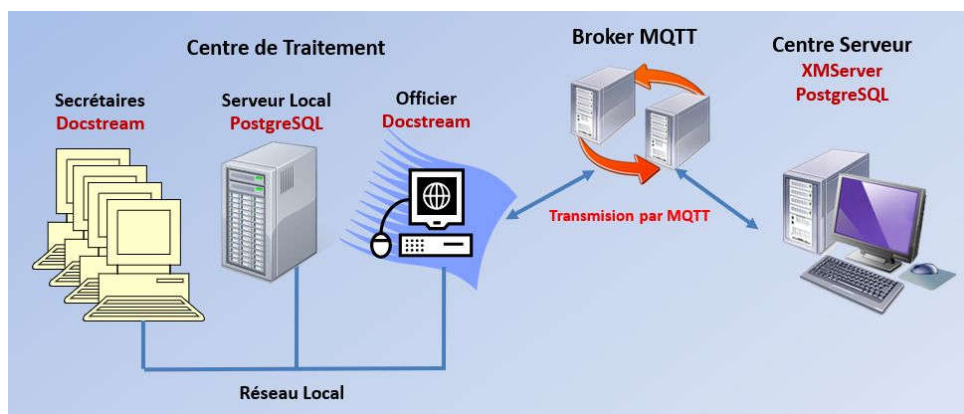 Centre de Traitement
Secrétaires
Docstream
Serveur Local
PostgreSQL
Officier
Docstream
Broker MQTT
Transmision par MQTT
Centre Serveur
XMServer
PostgreSQL
Réseau Local